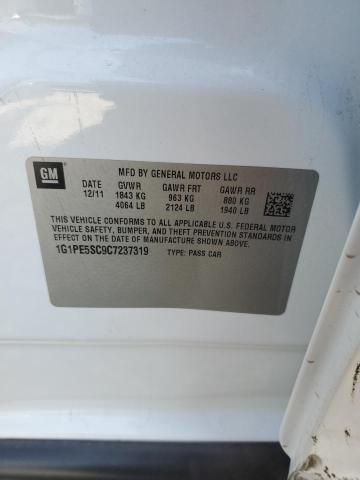 GM
MFD BY GENERAL MOTORS LLC
DATE GVWR GAWR FRT GAWR RR
12/11 1843 KG 963 KG 880 KG
4064 LB 2124 LB 1940 LB
THIS VEHICLE CONFORMS TO ALL APPLICABLE U.S. FEDERAL MOTOR
VEHICLE SAFETY, BUMPER, AND THEFT PREVENTION STANDARDS IN
EFFECT ON THE DATE OF MANUFACTURE SHOWN ABOVE.
1G1PE5SC9C7237319 TYPE: PASS CAR